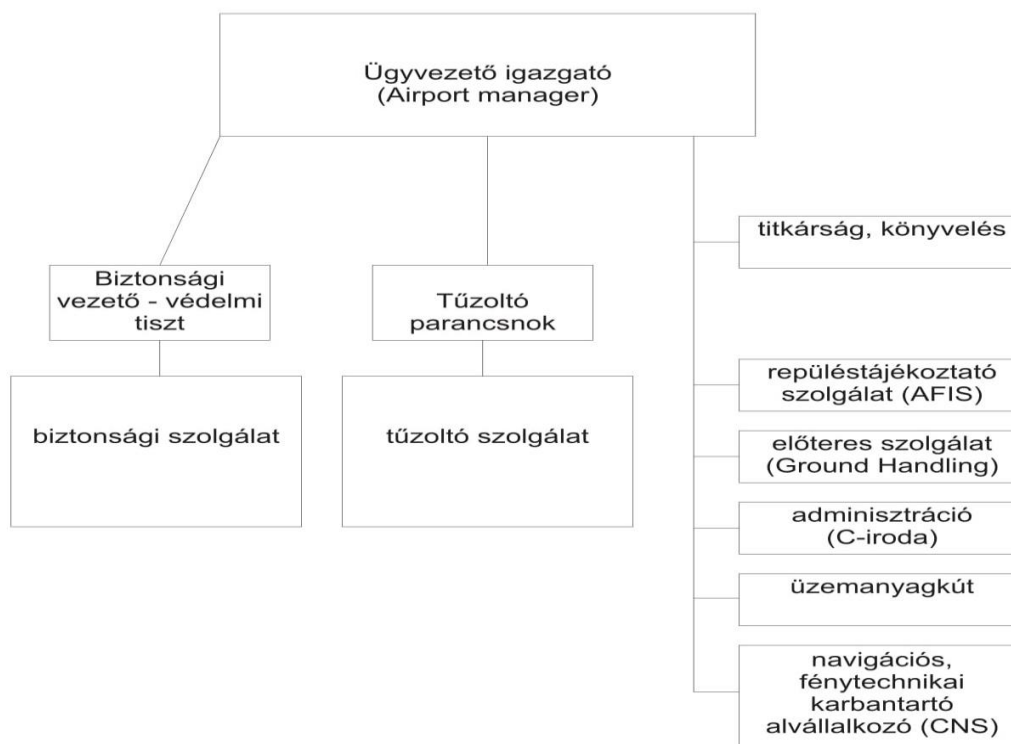 Ügyvezető igazgató
(Airport manager)
titkárság, könyvelés
Biztonsági
vezető - védelmi
tiszt
Tűzoltó
parancsnok
biztonsági szolgálat
tűzoltó szolgálat
repüléstájékoztató
szolgálat (AFIS)
előteres szolgálat
(Ground Handling)
adminisztráció
(C-iroda)
üzemanyagkút
navigációs,
fénytechnikai
karbantartó
alvállalkozó (CNS)